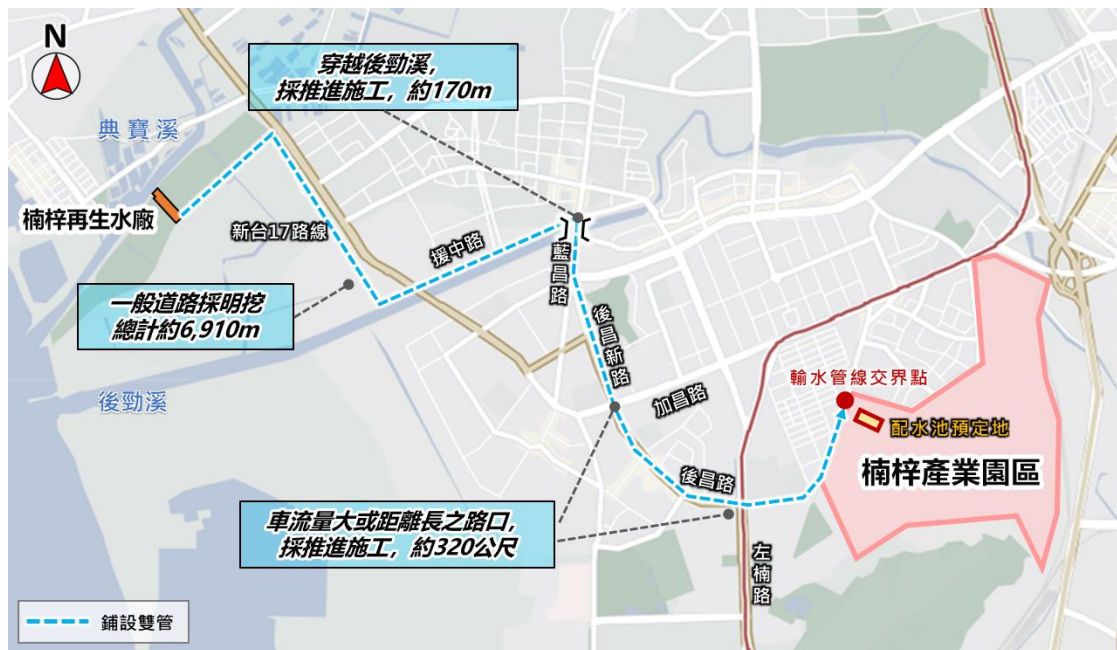 N
穿越後勁溪，
採推進施工，約170m
典寶溪
楠梓再生水廠
新台17路線
援中路
藍昌路
一般道路採明挖
總計約6,910m
後昌新路
後勁溪
加昌路
輸水管線交界點
配水池預定地
楠梓產業園區
後昌路
車流量大或距離長之路口，
採推進施工，約320公尺
左楠路
鋪設雙管